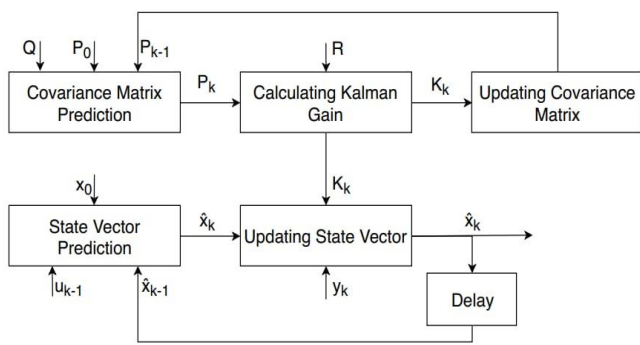 Q
P₀
Pₖ₋₁
R
Covariance Matrix
Prediction
Pₖ
Calculating Kalman
Gain
Kₖ
Updating Covariance
Matrix
x₀
Kₖ
State Vector
Prediction
x̂ₖ
Updating State Vector
x̂ₖ
uₖ₋₁
x̂ₖ₋₁
yₖ
Delay